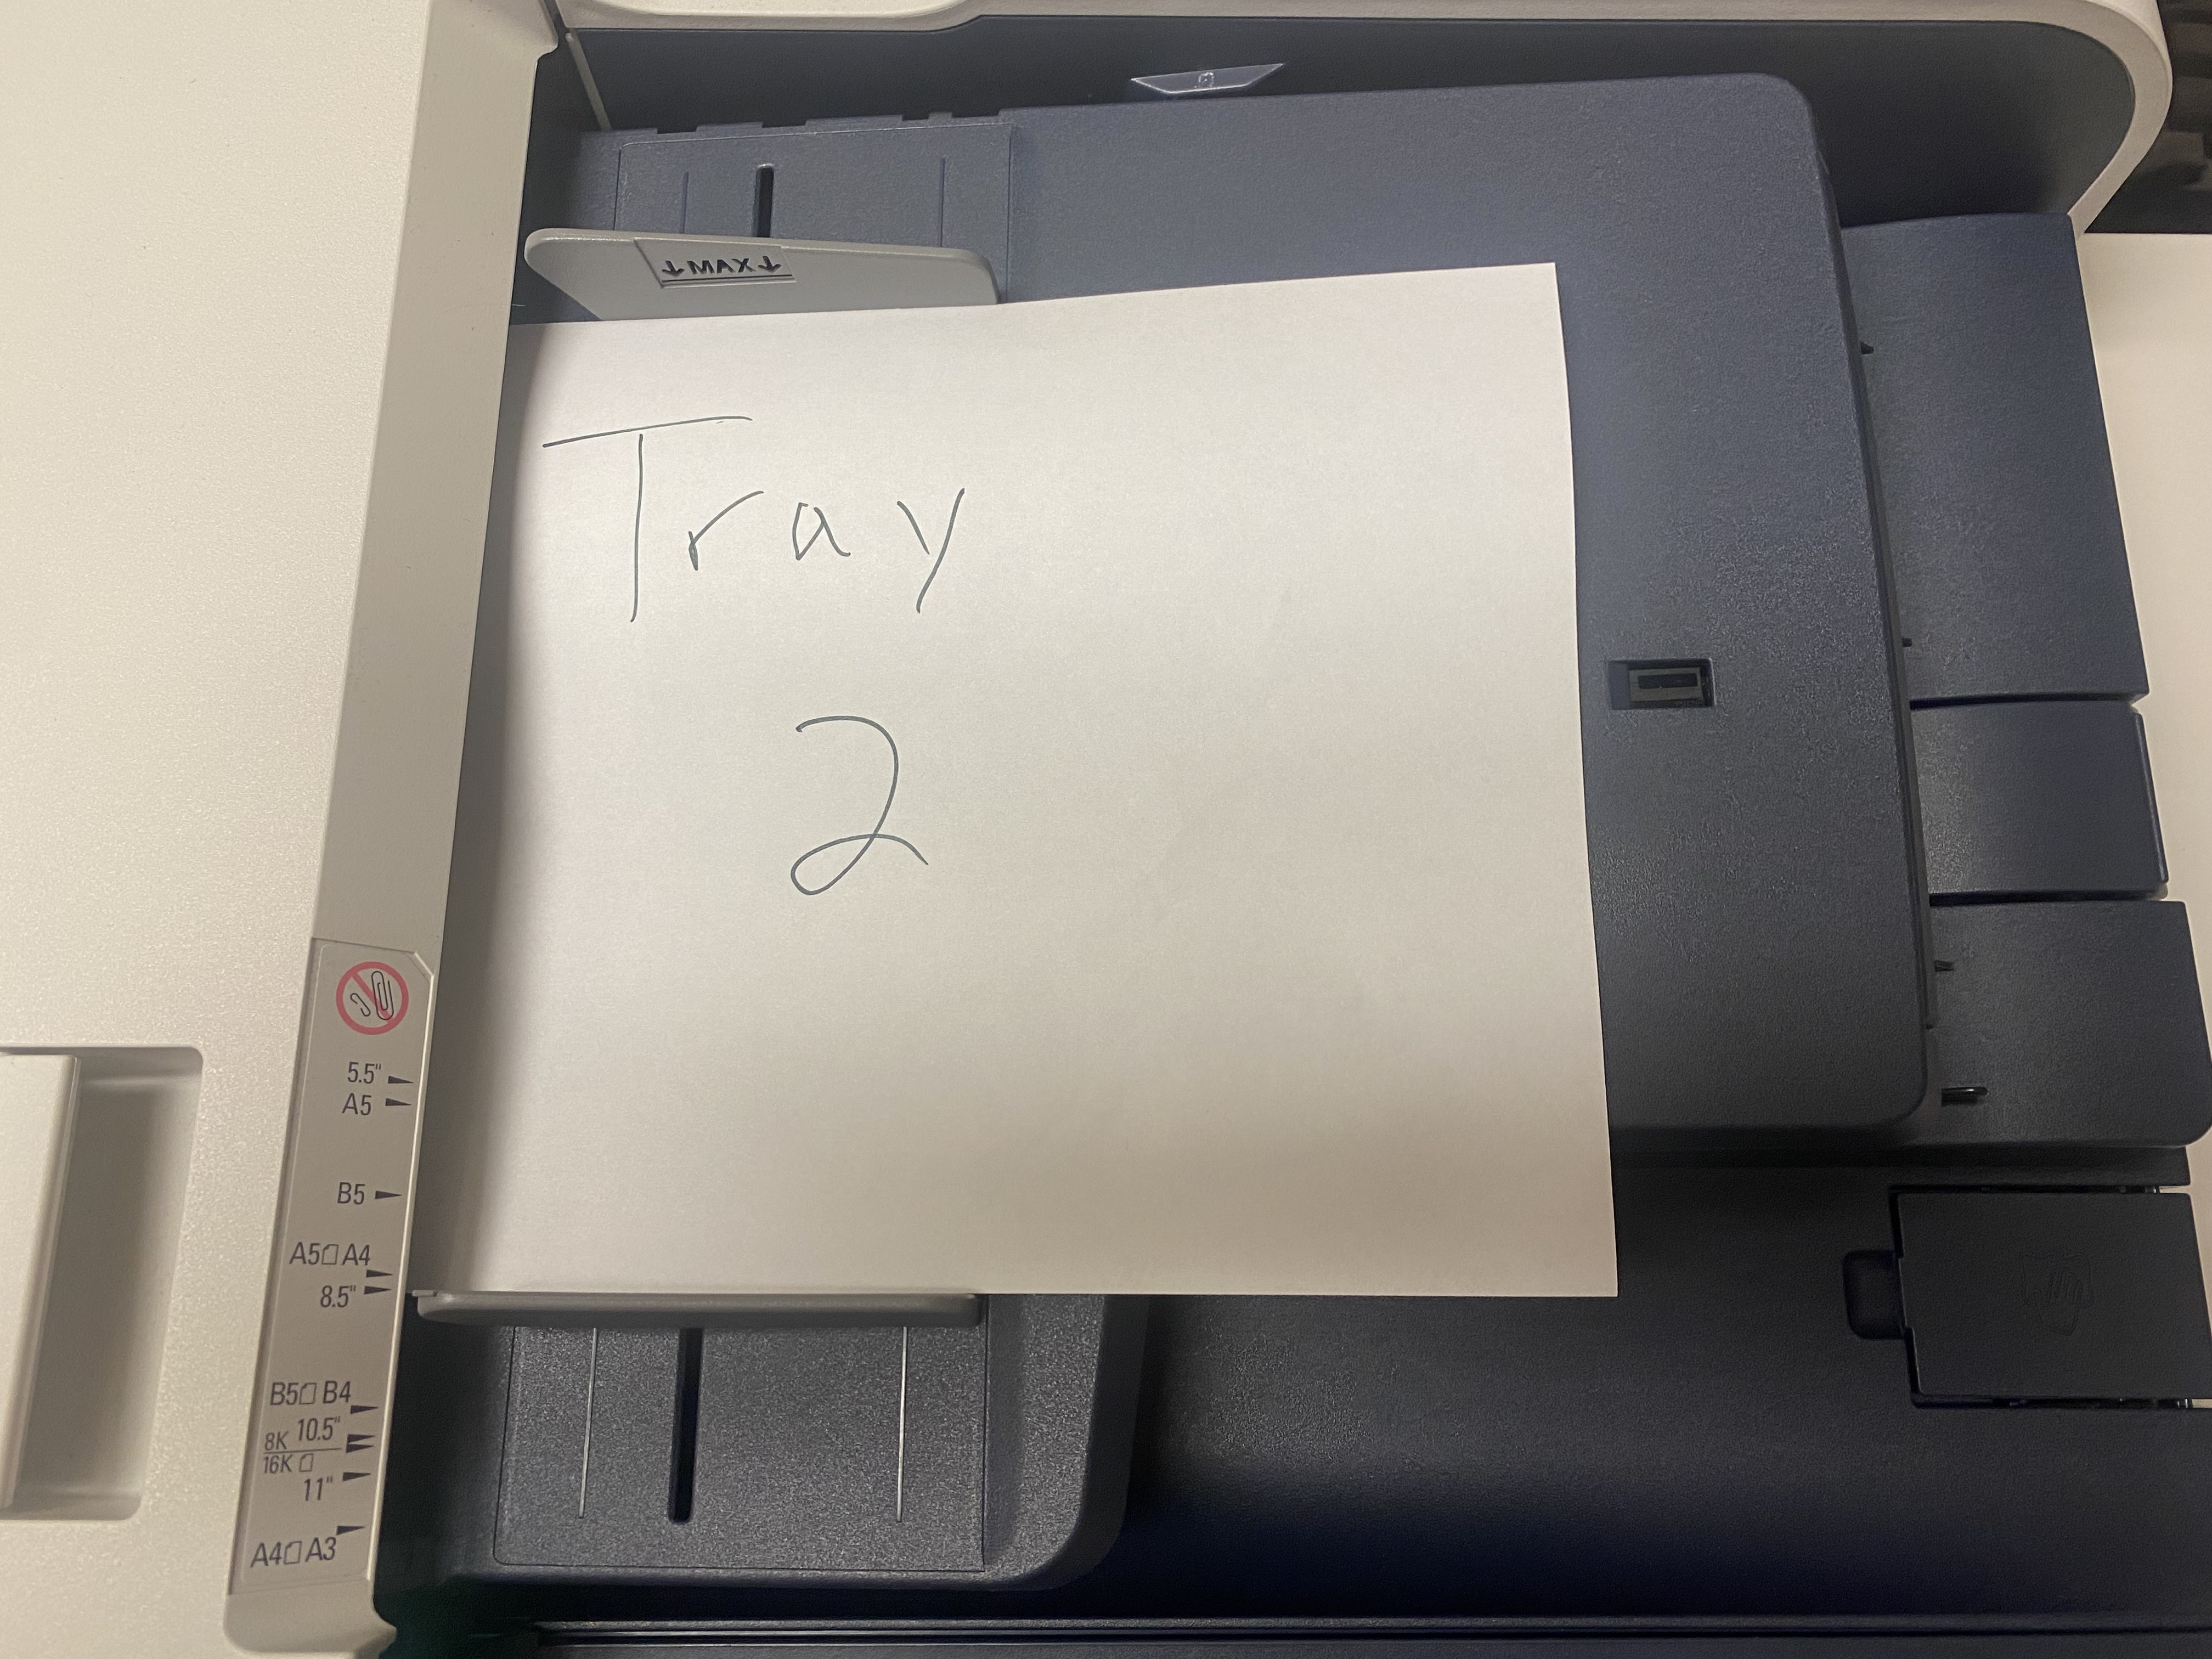 ↓MAX↓
Tray
2
5.5"
A5
B5
A5 A4
8.5"
B5 B4
10.5"
8K
16K
11"
A4 A3